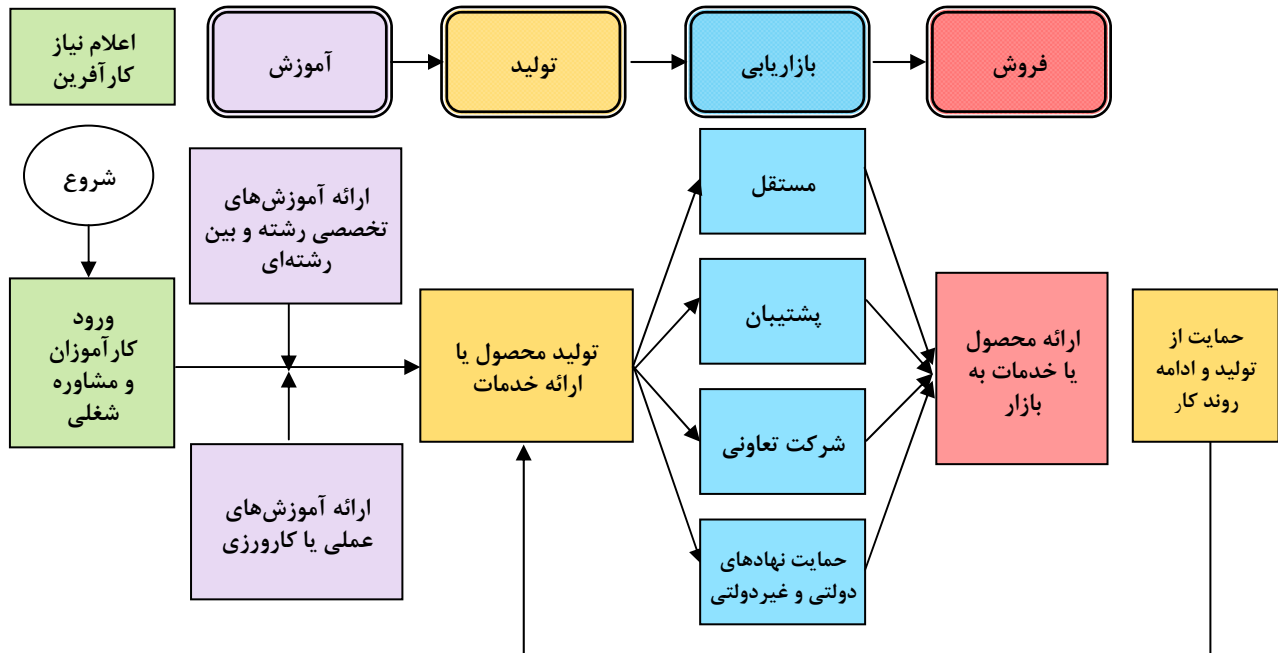 اعلام نیاز
کارآفرین
آموزش
تولید
بازاریابی
فروش
شروع
ورود
کارآموزان
و مشاوره
شغلی
ارائه آموزش‌های
تخصصی رشته و بین
رشته‌ای
ارائه آموزش‌های
عملی یا کارورزی
تولید محصول یا
ارائه خدمات
مستقل
پشتیبان
شرکت تعاونی
حمایت نهادهای
دولتی و غیردولتی
ارائه محصول
یا خدمات به
بازار
حمایت از
تولید و ادامه
روند کار